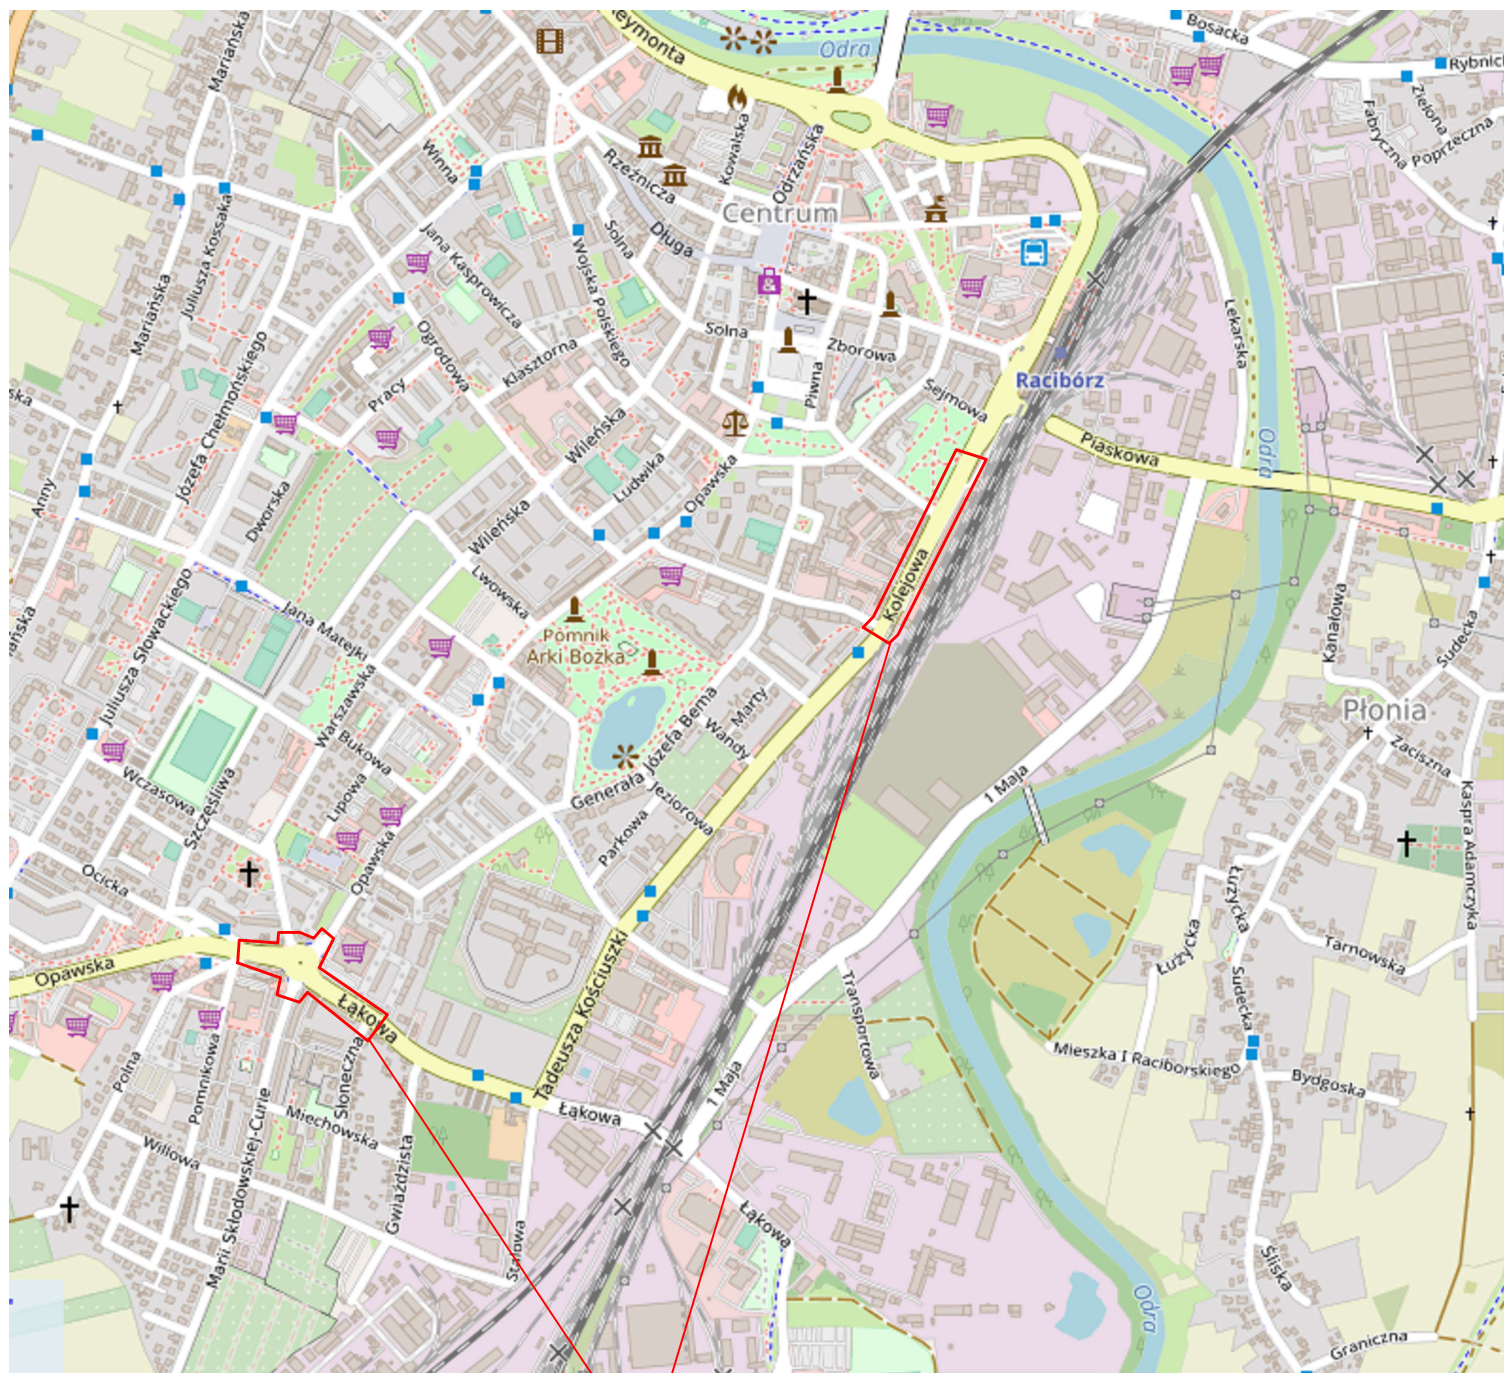 Reymonta
Odra
Bosacka
Rybnic
Mariańska
Zielona
Fabryczna
Poprzeczna
Winna
Kowalska
Odrzańska
Rzeźnicza
Centrum
Juliusza Kossaka
Solna
Długa
Jana Kasprowicza
Wojska Polskiego
Mariańska
Lekarska
Solna
Zborowa
Ogrodowa
Klasztorna
Racibórz
Piwna
Sejmowa
Pracy
ska
Józefa Chełmońskiego
Wileńska
Piaskowa
Odra
Ludwika
Opawska
Anny
Dworska
Wileńska
Lwowska
Kolejowa
Jana Matejki
Kanałowa
Sudecka
Juliusza Słowackiego
ańska
Pomnik
Arki Bożka
Warszawska
Generała Józefa Bema
Marty
Wandy
Płonia
Zaciszna
Bukowa
Wczasowa
Szczęśliwa
Lipowa
Jeziorowa
Parkowa
1 Maja
Kaspra Adamczyka
Ocicka
Opawska
Łużycka
Łużycka
Tarnowska
Opawska
Tadeusza Kościuszki
Łąkowa
Transportowa
Sudecka
Mieszka I Raciborskiego
Bydgoska
Polna
Pomnikowa
Słoneczna
Marii Skłodowskiej-Curie
Miechowska
Willowa
Gwiaździsta
Łąkowa
1 Maja
Łąkowa
Stalowa
Śliska
Odra
Graniczna